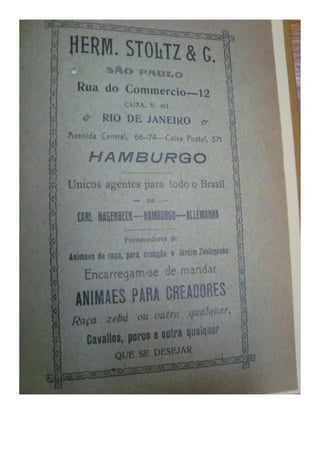 HERM. STOLTZ & C.
SÃO PAULO
Rua do Commercio—12
CAIXA, N. 461
RIO DE JANEIRO
Avenida Central, 66-74—Caixa Postal, 371
HAMBURGO
Unicos agentes para todo o Brasil
— DE —
CARL HAGENBECK—HAMBURGO—ALLEMANHA
Fornecedores de
Animaes de raça, para creação e Jardim Zoologicos
Encarregam-se de mandar
ANIMAES PARA CREADORES
Raça zebú ou outra qualquer,
Cavallos, porco e outra qualquer
QUE SE DESEJAR